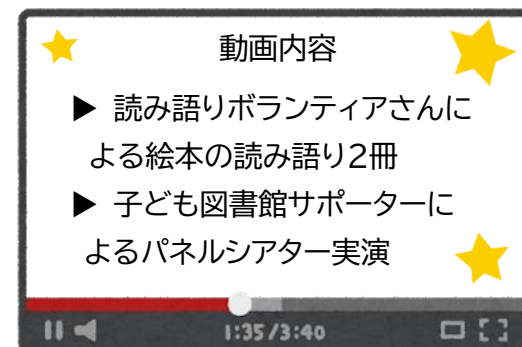 動画内容
▶ 読み語りボランティアさんに
よる絵本の読み語り2冊
▶ 子ども図書館サポーターに
よるパネルシアター実演
1:35/3:40